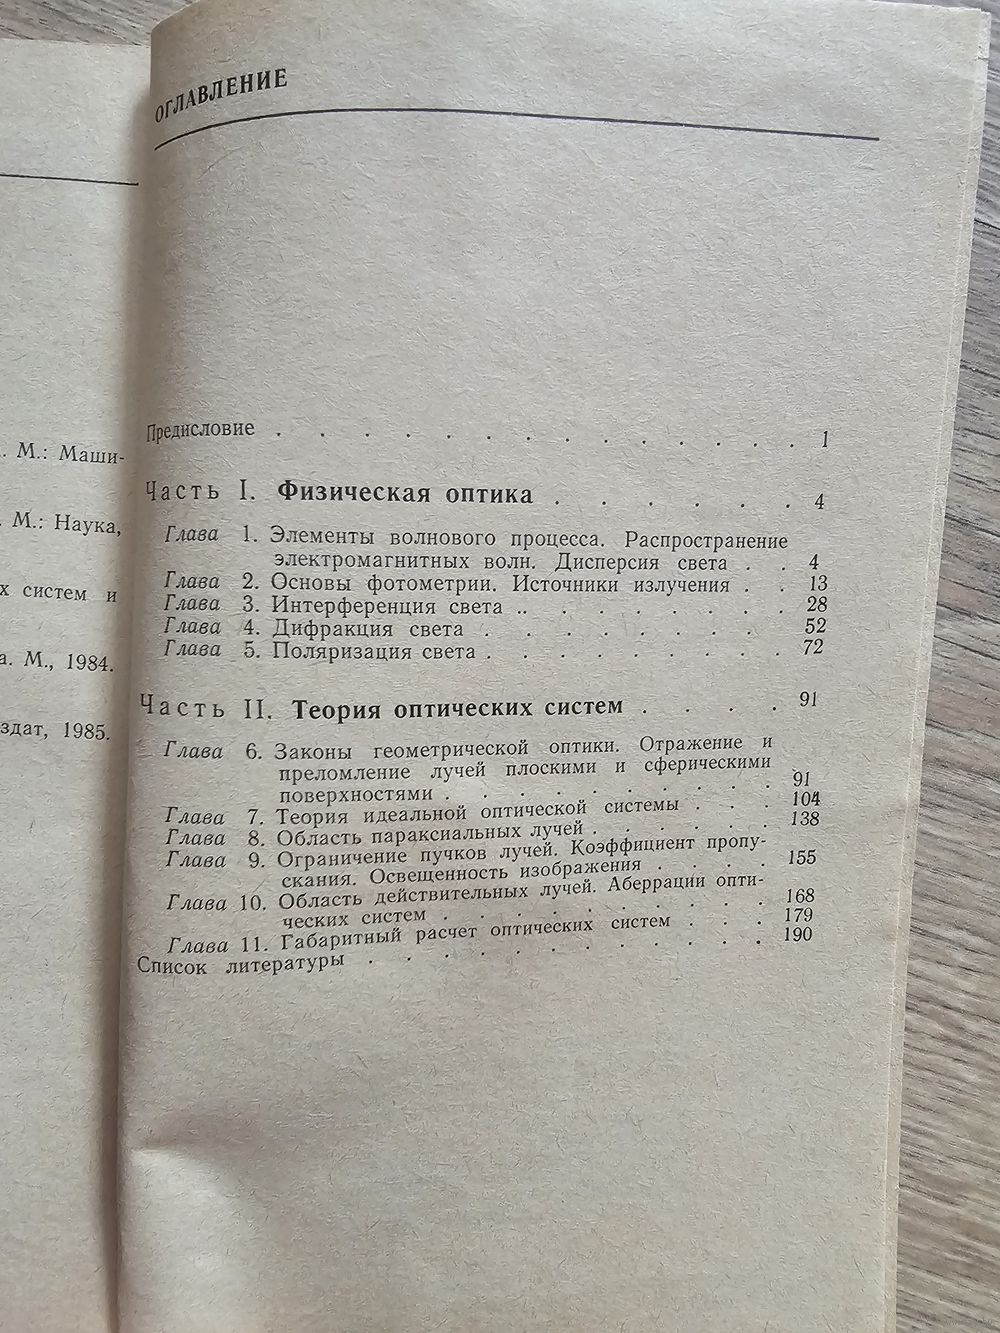 . М.: Маши-
. М.: Наука,
х систем и
а. М., 1984.
здат, 1985.
ОГЛАВЛЕНИЕ
Предисловие . . . . . . . . . . . . . . 1
Часть I. Физическая оптика . . . . . . . 4
Глава 1. Элементы волнового процесса. Распространение
электромагнитных волн. Дисперсия света . . 4
Глава 2. Основы фотометрии. Источники излучения . . 13
Глава 3. Интерференция света .. . . . . . . . 28
Глава 4. Дифракция света . . . . . . . . . 52
Глава 5. Поляризация света . . . . . . . . . 72
Часть II. Теория оптических систем . . . . 91
Глава 6. Законы геометрической оптики. Отражение и
преломление лучей плоскими и сферическими
поверхностями . . . . . . . . . . 91
Глава 7. Теория идеальной оптической системы . . . 104
Глава 8. Область параксиальных лучей . . . . . . 138
Глава 9. Ограничение пучков лучей. Коэффициент пропу-
скания. Освещенность изображения . . . . 155
Глава 10. Область действительных лучей. Аберрации опти-
ческих систем . . . . . . . . . . 168
Глава 11. Габаритный расчет оптических систем . . . 179
Список литературы . . . . . . . . . . . . 190